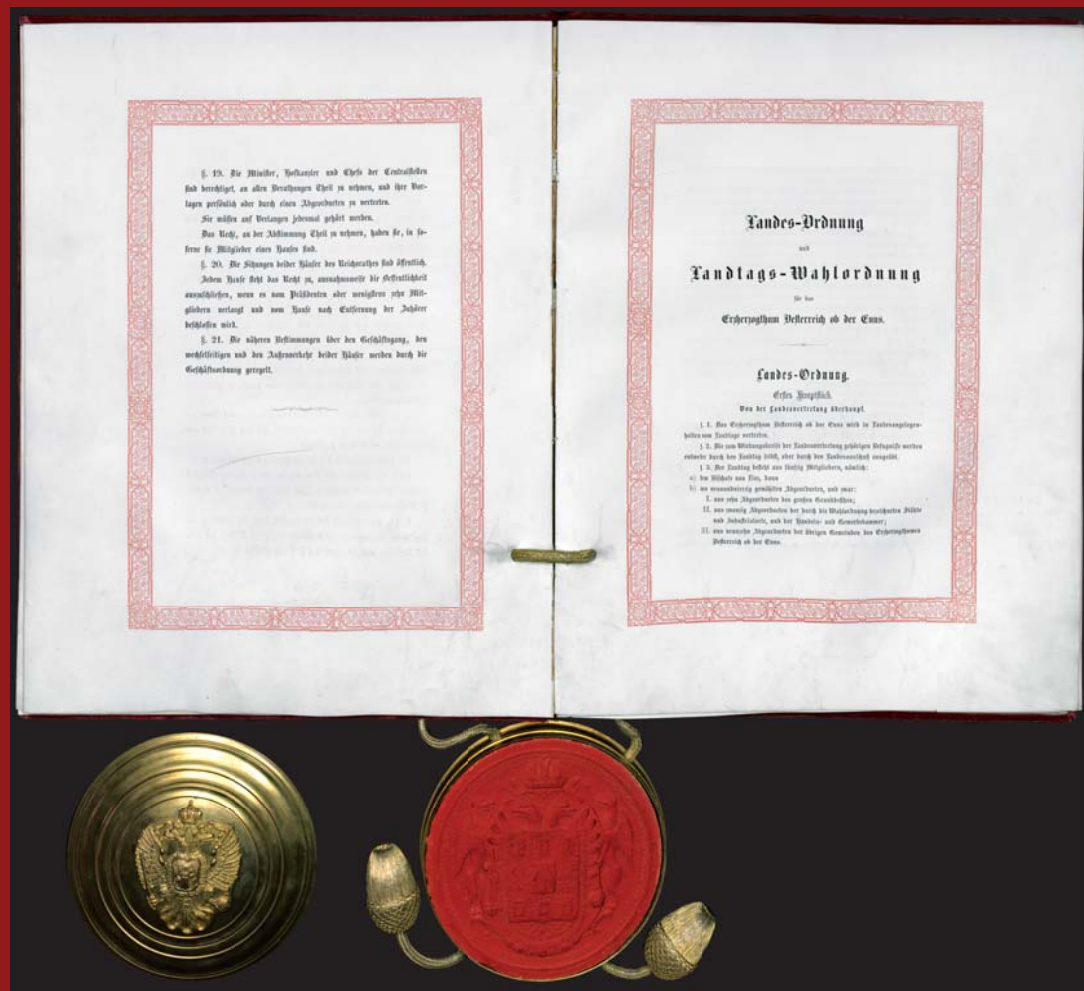 §. 19. Die Minister, Hofkanzler und Chefs der Centralstellen
sind berechtiget, an allen Berathungen Theil zu nehmen, und ihre Vor-
lagen persönlich oder durch einen Abgeordneten zu vertreten.
Sie müssen auf Verlangen jedesmal gehört werden.
Das Recht, an der Abstimmung Theil zu nehmen, haben sie, in so-
ferne sie Mitglieder eines Hauses sind.
§. 20. Die Sitzungen beider Häuser des Reichsrathes sind öffentlich.
Jedem Hause steht das Recht zu, ausnahmsweise die Oeffentlichkeit
auszuschließen, wenn es vom Präsidenten oder wenigstens zehn Mit-
gliedern verlangt und vom Hause nach Entfernung der Zuhörer
beschlossen wird.
§. 21. Die näheren Bestimmungen über den Geschäftsgang, den
wechselseitigen und den Außenverkehr beider Häuser werden durch die
Geschäftsordnung geregelt.
Landes-Ordnung
und
Landtags-Wahlordnung
für das
Erzherzogthum Oesterreich ob der Enns.
Landes-Ordnung.
Erstes Hauptstück.
Von der Landesvertretung überhaupt.
§. 1. Das Erzherzogthum Oesterreich ob der Enns wird in Landesangelegen-
heiten vom Landtage vertreten.
§. 2. Die zum Wirkungskreise der Landesvertretung gehörigen Befugnisse werden
entweder durch den Landtag selbst, oder durch den Landesausschuß ausgeübt.
§. 3. Der Landtag besteht aus fünfzig Mitgliedern, nämlich:
a) dem Bischofe von Linz, dann
b) aus neunundvierzig gewählten Abgeordneten, und zwar:
I. aus zehn Abgeordneten des großen Grundbesitzes;
II. aus zwanzig Abgeordneten der durch die Wahlordnung bezeichneten Städte
und Industrialorte, und der Handels- und Gewerbekammer;
III. aus neunzehn Abgeordneten der übrigen Gemeinden des Erzherzogthumes
Oesterreich ob der Enns.